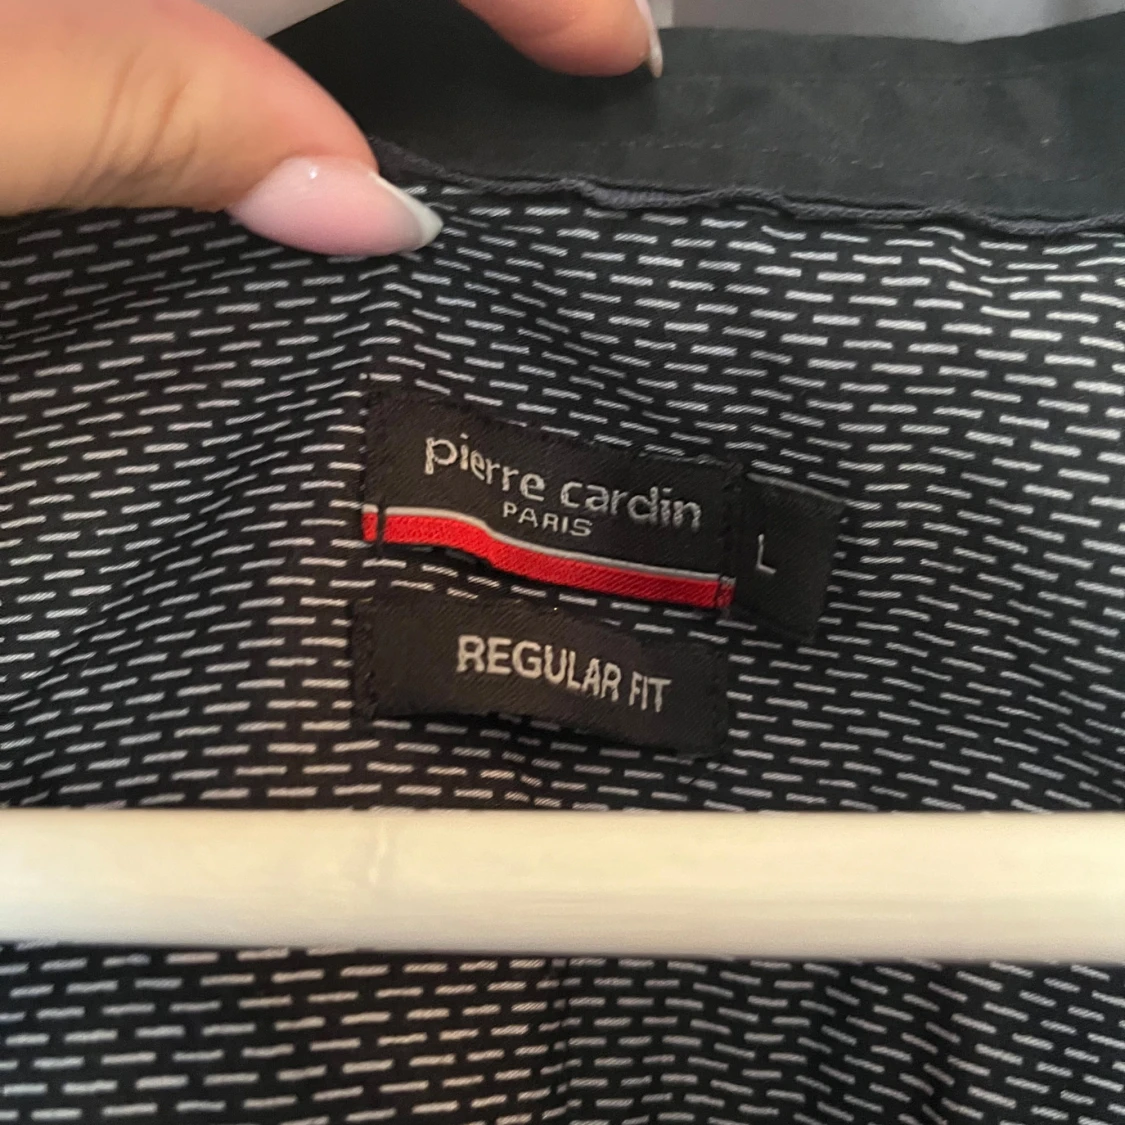 pierre cardin
PARIS
L
REGULAR FIT